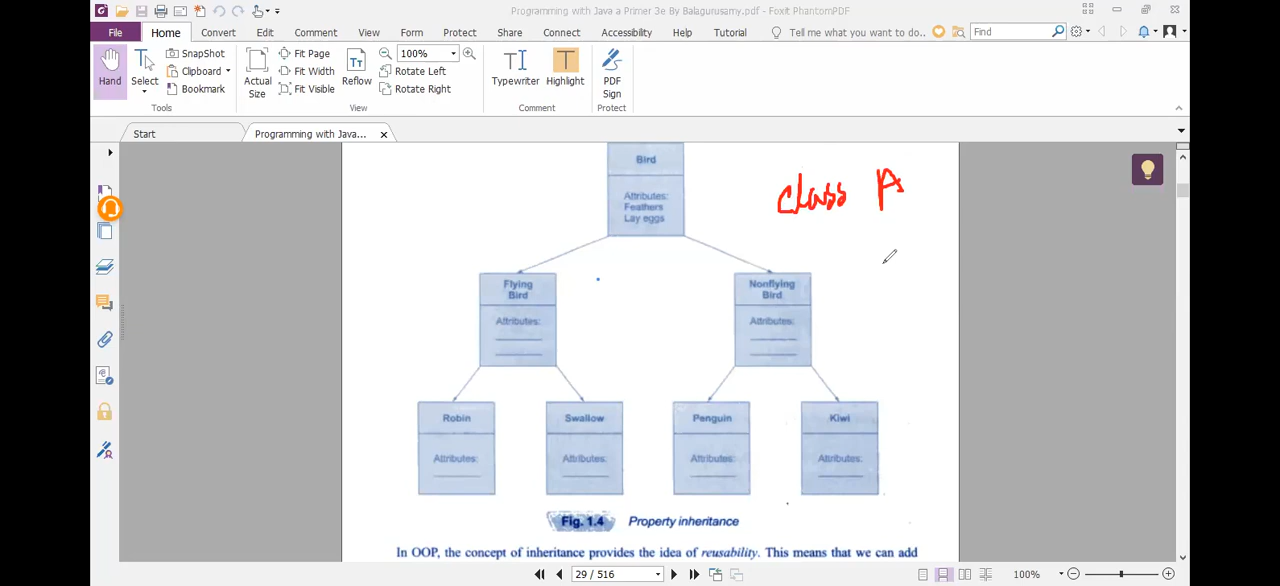 Programming with Java a Primer 3e By Balagurusamy.pdf - Foxit PhantomPDF
File Home Convert Edit Comment View Form Protect Share Connect Accessibility Help Tutorial Tell me what you want to do.. Find
Hand
Select
SnapShot
Clipboard
Bookmark
Tools
Actual Size
Fit Page
Fit Width
Fit Visible
Reflow
100%
Rotate Left
Rotate Right
View
Typewriter
Highlight
Comment
PDF Sign
Protect
Start
Programming with Java...
Bird
Attributes:
Feathers
Lay eggs
class A
Flying
Bird
Attributes:
Nonflying
Bird
Attributes:
Robin
Attributes:
Swallow
Attributes:
Penguin
Attributes:
Kiwi
Attributes:
Fig. 1.4 Property inheritance
In OOP, the concept of inheritance provides the idea of reusability. This means that we can add
29 / 516
100%